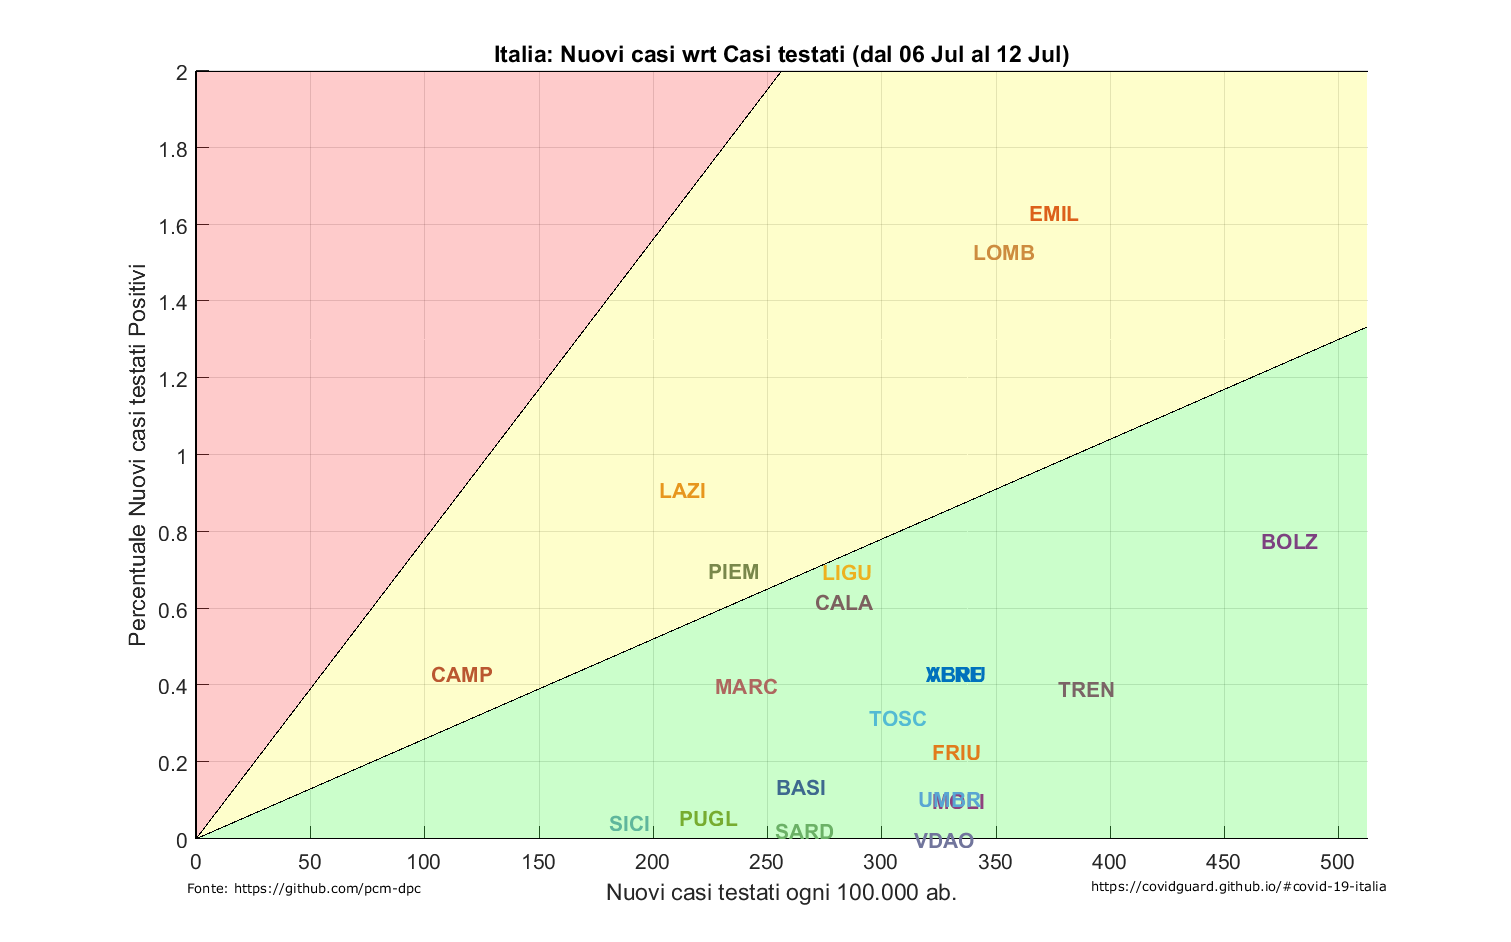 Italia: Nuovi casi wrt Casi testati (dal 06 Jul al 12 Jul)
Percentuale Nuovi casi testati Positivi
2
1.8
1.6
1.4
1.2
1
0.8
0.6
0.4
0.2
0
EMIL
LOMB
LAZI
BOLZ
PIEM
LIGU
CALA
CAMP
ABRU
MARC
TREN
TOSC
FRIU
BASI
UMBR
MOLI
PUGL
SICI
SARD
VDAO
0 50 100 150 200 250 300 350 400 450 500
Nuovi casi testati ogni 100.000 ab.
Fonte: https://github.com/pcm-dpc
https://covidguard.github.io/#covid-19-italia